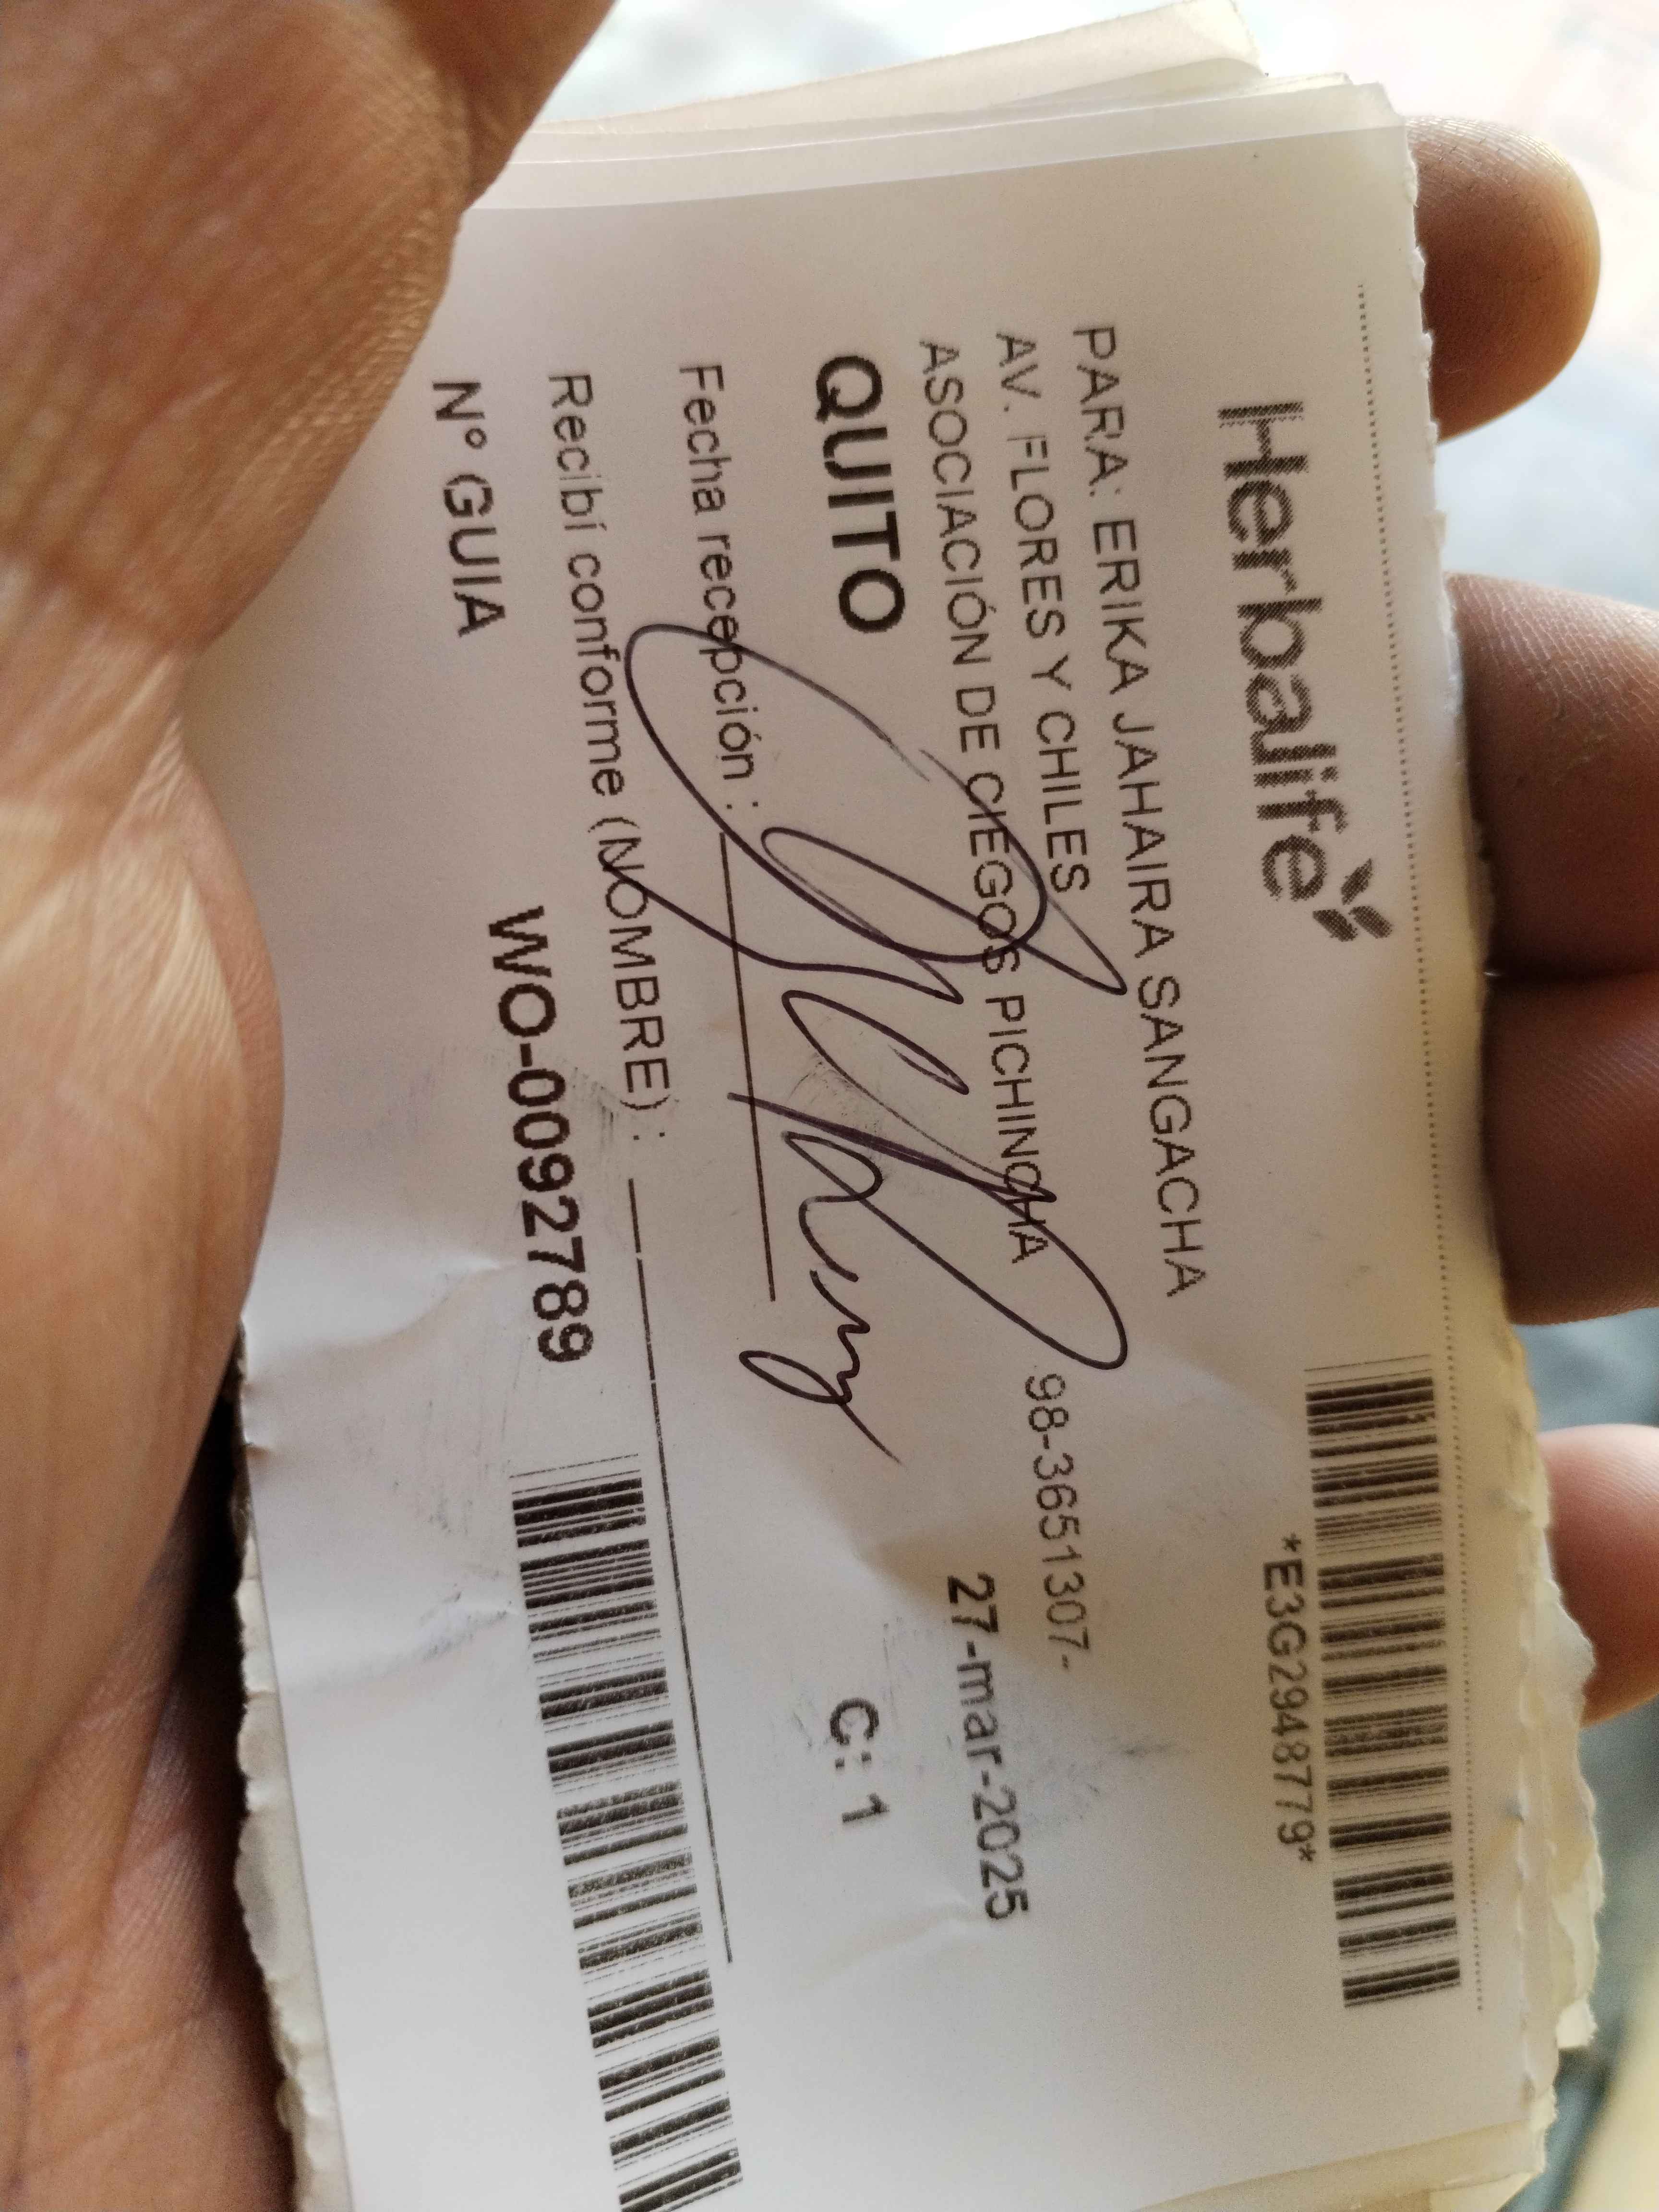 Herbalife
*E3G2948779*
PARA: ERIKA JAHAIRA SANGACHA
AV. FLORES Y CHILES 98-3651307-
ASOCIACIÓN DE CIEGOS PICHINCHA
27-mar-2025
QUITO C: 1
Fecha recepción :
Recibí conforme (NOMBRE) :
N° GUIA WO-0092789